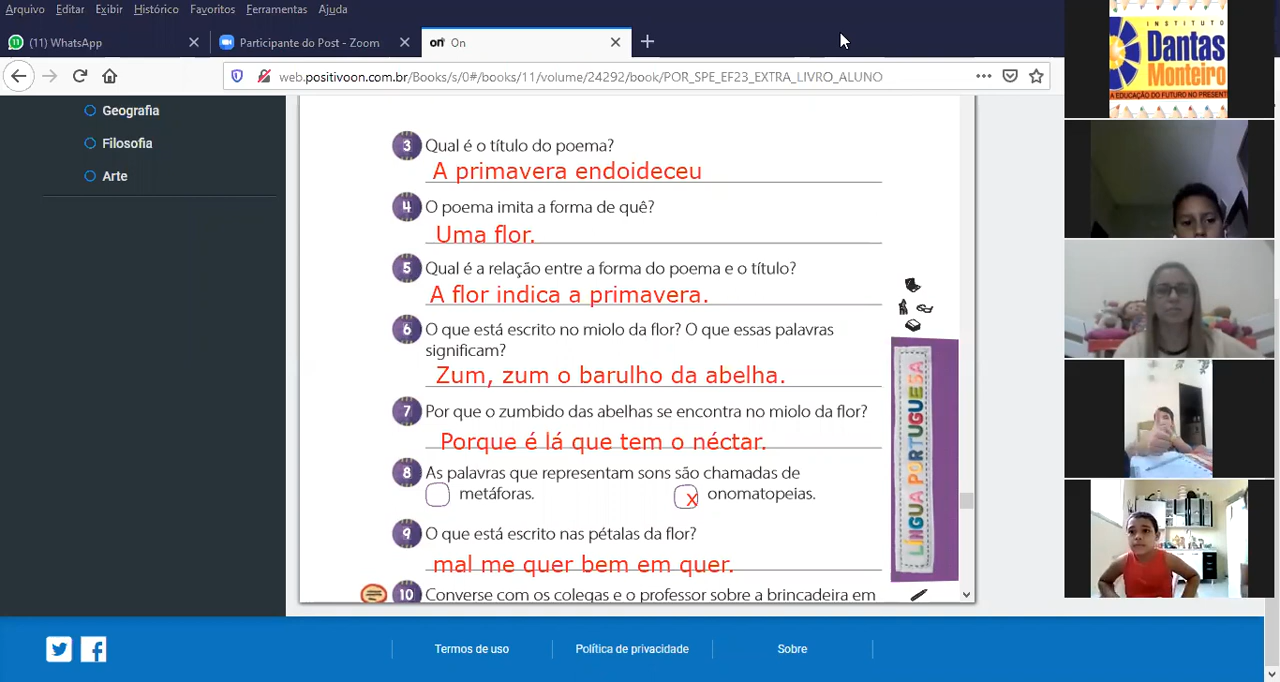 Arquivo Editar Exibir Histórico Favoritos Ferramentas Ajuda
(11) WhatsApp
Participante do Post - Zoom
on On
web.positivoon.com.br/Books/s/0#/books/11/volume/24292/book/POR_SPE_EF23_EXTRA_LIVRO_ALUNO
Geografia
Filosofia
Arte
3 Qual é o título do poema?
A primavera endoideceu
4 O poema imita a forma de quê?
Uma flor.
5 Qual é a relação entre a forma do poema e o título?
A flor indica a primavera.
6 O que está escrito no miolo da flor? O que essas palavras
significam?
Zum, zum o barulho da abelha.
7 Por que o zumbido das abelhas se encontra no miolo da flor?
Porque é lá que tem o néctar.
8 As palavras que representam sons são chamadas de
metáforas. x onomatopeias.
9 O que está escrito nas pétalas da flor?
mal me quer bem em quer.
10 Converse com os colegas e o professor sobre a brincadeira em
LÍNGUA PORTUGUESA
INSTITUTO
Dantas
Monteiro
A EDUCAÇÃO DO FUTURO NO PRESENT
Termos de uso
Política de privacidade
Sobre